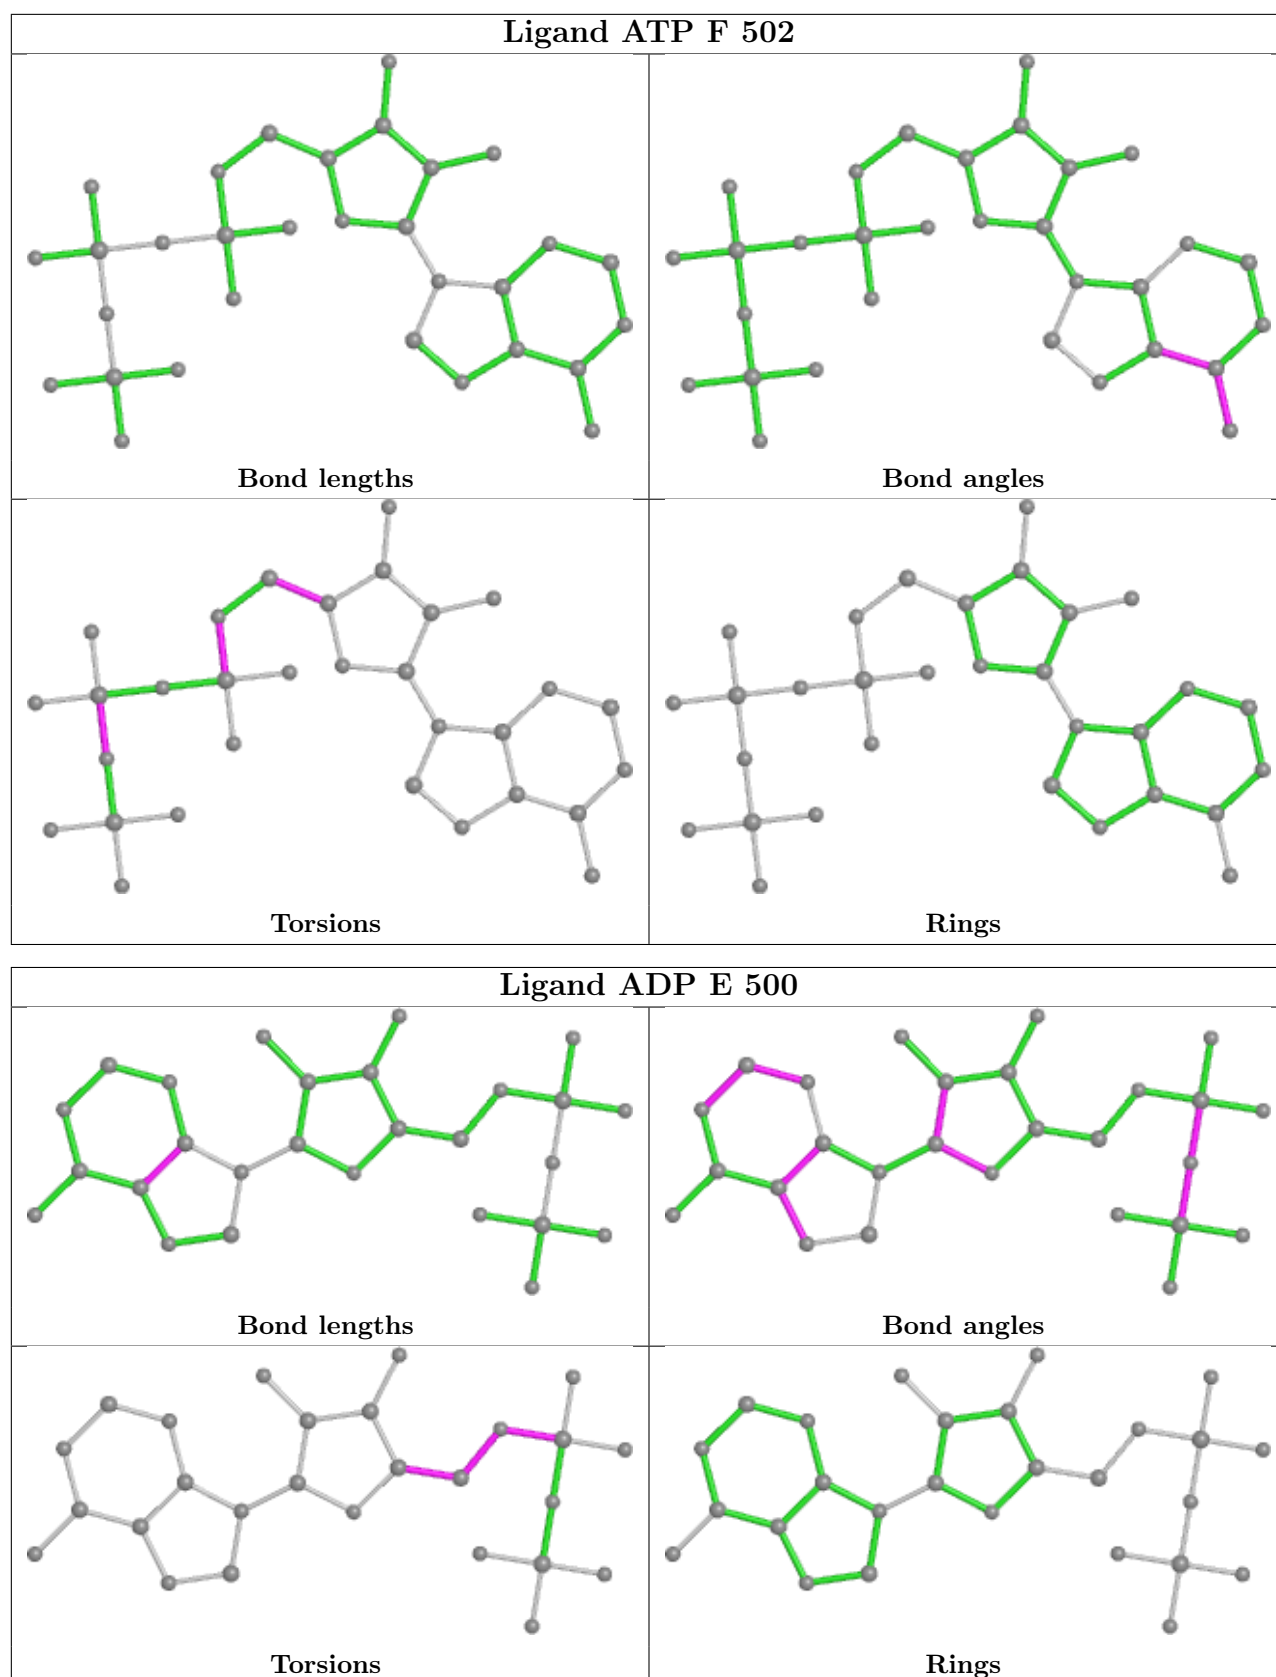 Ligand ATP F 502
Bond lengths
Bond angles
Torsions
Rings
Ligand ADP E 500
Bond lengths
Bond angles
Torsions
Rings